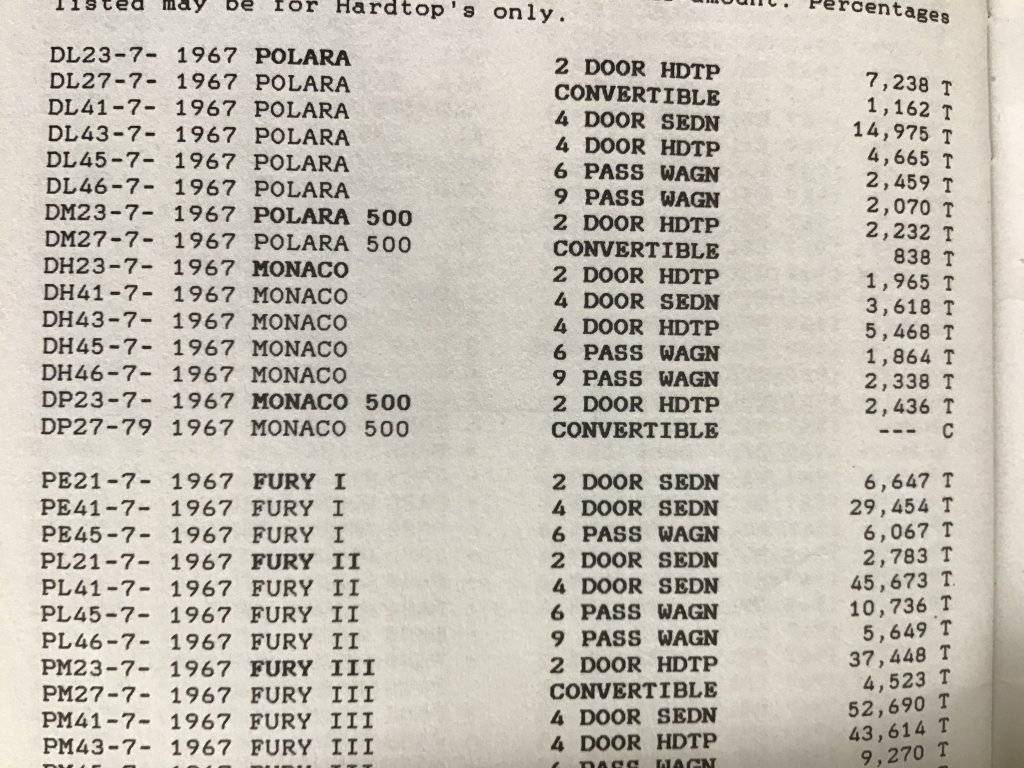 amount. Percentages
listed may be for Hardtop's only.
DL23-7- 1967 POLARA 2 DOOR HDTP 7,238 T
DL27-7- 1967 POLARA CONVERTIBLE 1,162 T
DL41-7- 1967 POLARA 4 DOOR SEDN 14,975 T
DL43-7- 1967 POLARA 4 DOOR HDTP 4,665 T
DL45-7- 1967 POLARA 6 PASS WAGN 2,459 T
DL46-7- 1967 POLARA 9 PASS WAGN 2,070 T
DM23-7- 1967 POLARA 500 2 DOOR HDTP 2,232 T
DM27-7- 1967 POLARA 500 CONVERTIBLE 838 T
DH23-7- 1967 MONACO 2 DOOR HDTP 1,965 T
DH41-7- 1967 MONACO 4 DOOR SEDN 3,618 T
DH43-7- 1967 MONACO 4 DOOR HDTP 5,468 T
DH45-7- 1967 MONACO 6 PASS WAGN 1,864 T
DH46-7- 1967 MONACO 9 PASS WAGN 2,338 T
DP23-7- 1967 MONACO 500 2 DOOR HDTP 2,436 T
DP27-79 1967 MONACO 500 CONVERTIBLE --- C
PE21-7- 1967 FURY I 2 DOOR SEDN 6,647 T
PE41-7- 1967 FURY I 4 DOOR SEDN 29,454 T
PE45-7- 1967 FURY I 6 PASS WAGN 6,067 T
PL21-7- 1967 FURY II 2 DOOR SEDN 2,783 T
PL41-7- 1967 FURY II 4 DOOR SEDN 45,673 T
PL45-7- 1967 FURY II 6 PASS WAGN 10,736 T
PL46-7- 1967 FURY II 9 PASS WAGN 5,649 T
PM23-7- 1967 FURY III 2 DOOR HDTP 37,448 T
PM27-7- 1967 FURY III CONVERTIBLE 4,523 T
PM41-7- 1967 FURY III 4 DOOR SEDN 52,690 T
PM43-7- 1967 FURY III 4 DOOR HDTP 43,614 T
PM45-7- 1967 FURY III 6 PASS WAGN 9,270 T